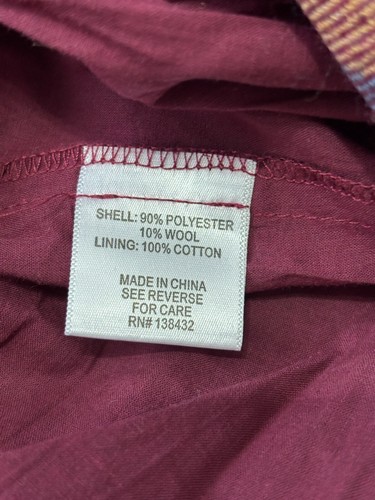 SHELL: 90% POLYESTER
10% WOOL
LINING: 100% COTTON
MADE IN CHINA
SEE REVERSE
FOR CARE
RN# 138432